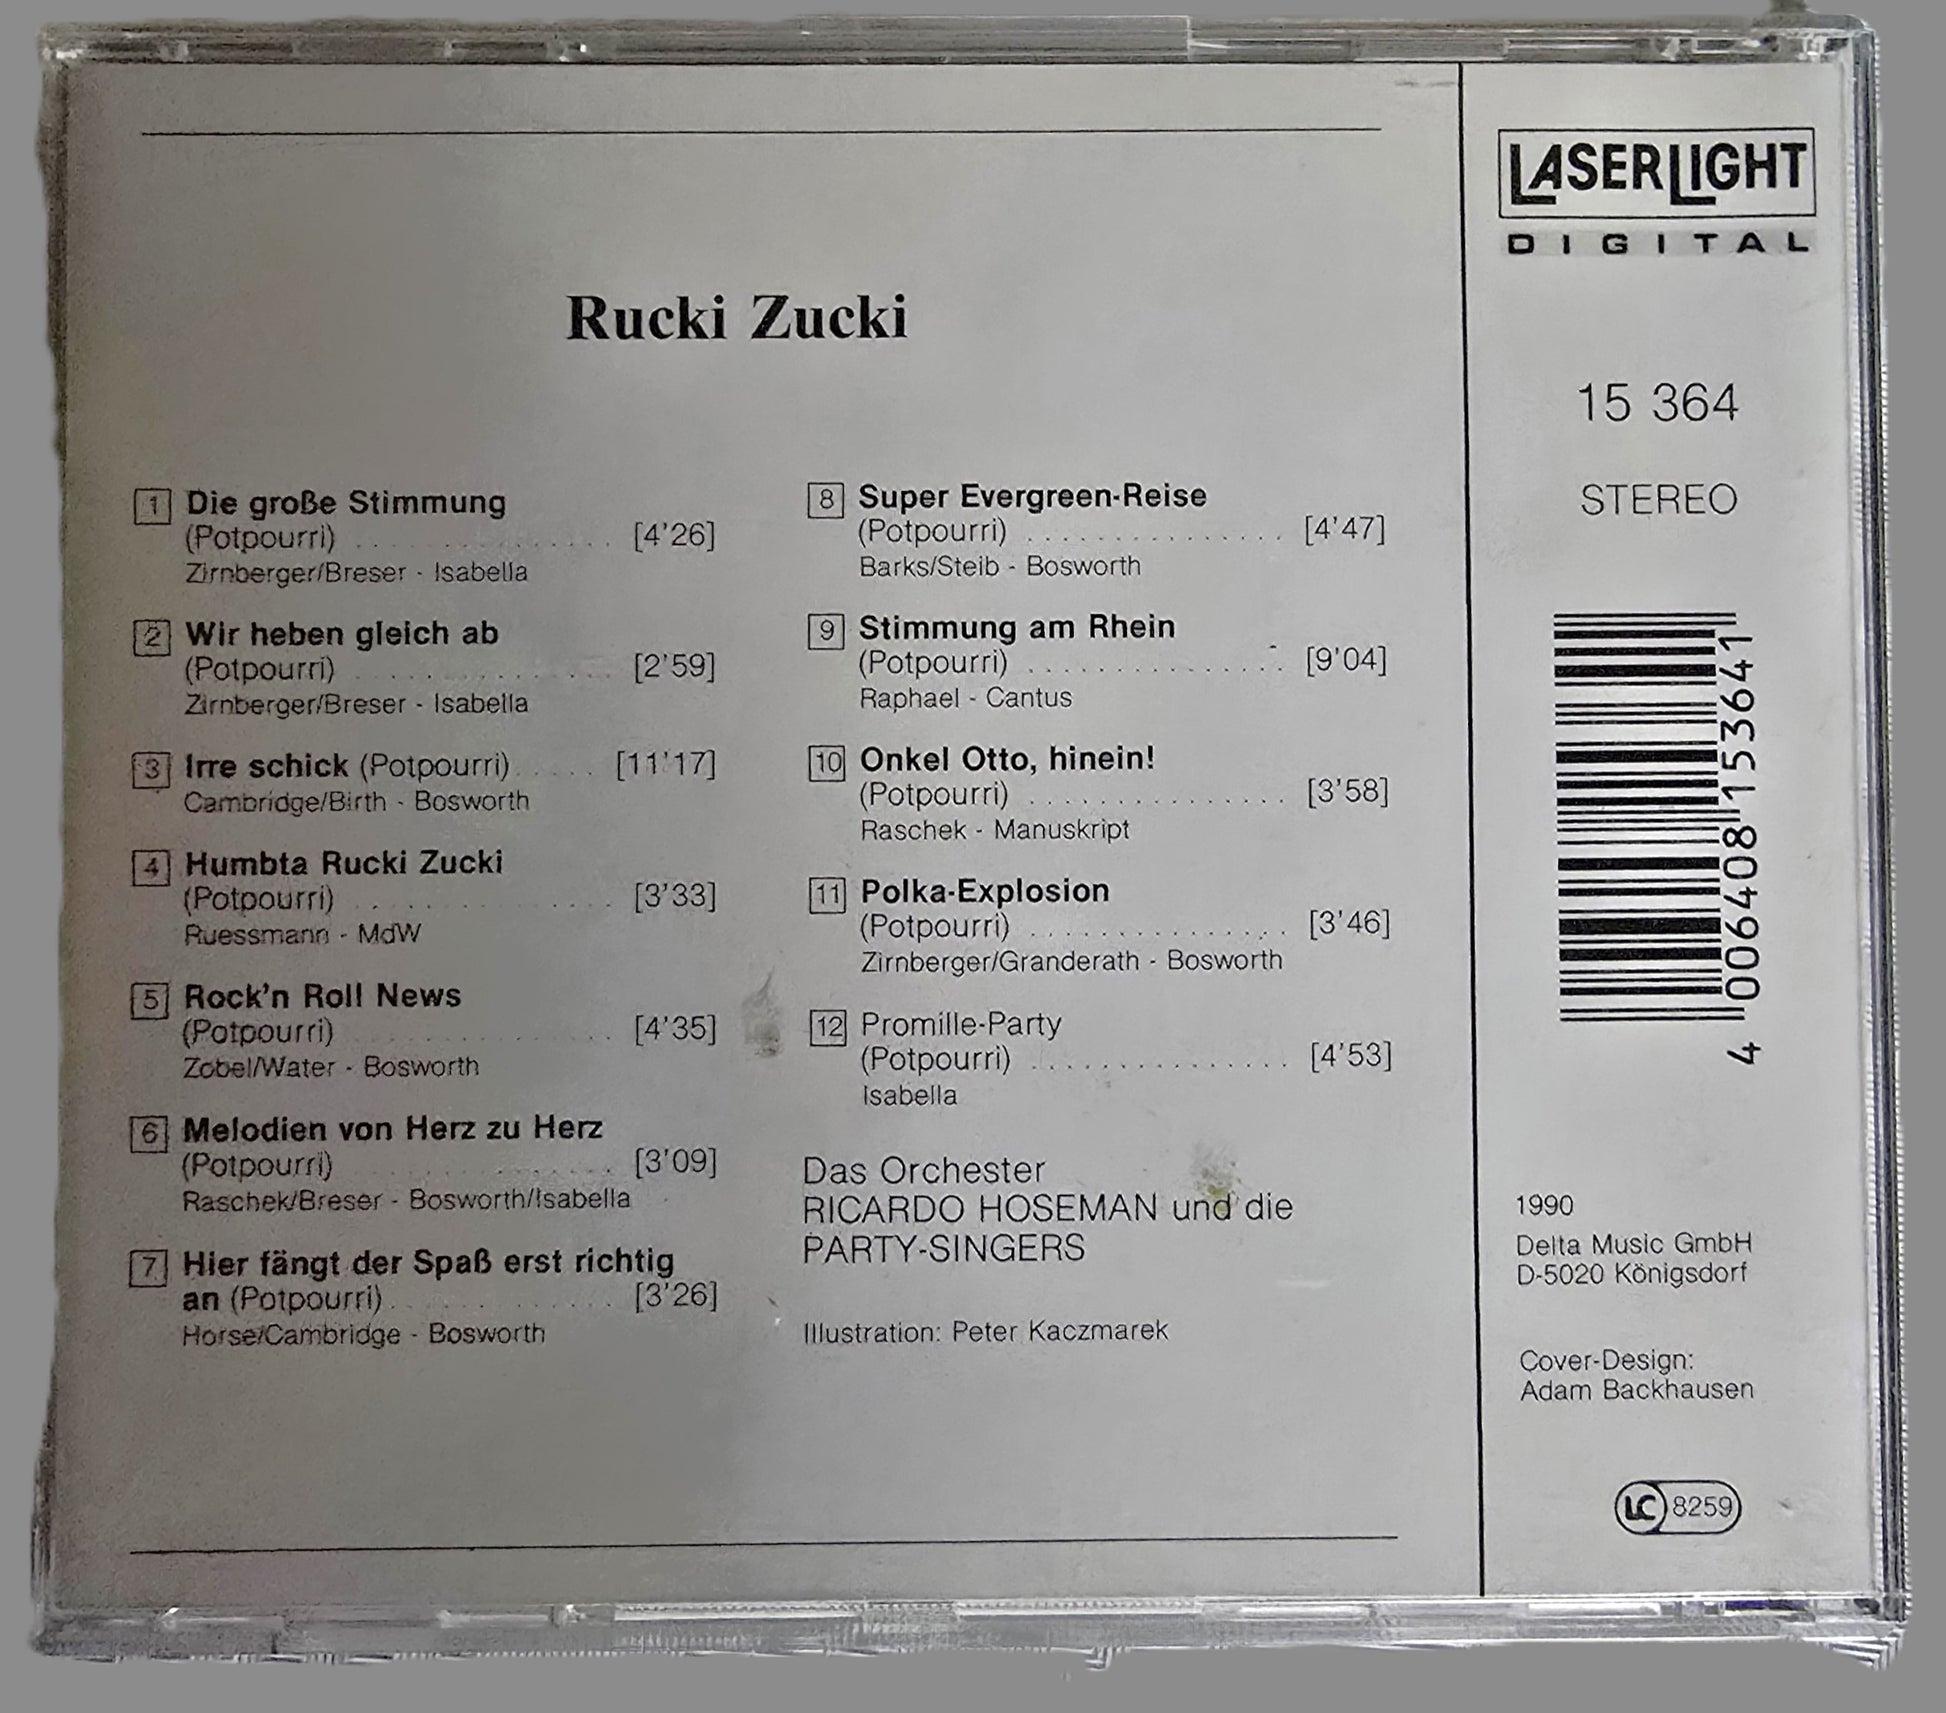 Rucki Zucki
1 Die große Stimmung
(Potpourri) . . . . . . . . . . . . . . . [4'26]
Zirnberger/Breser - Isabella
2 Wir heben gleich ab
(Potpourri) . . . . . . . . . . . . . . . [2'59]
Zirnberger/Breser - Isabella
3 Irre schick (Potpourri) . . . . . [11'17]
Cambridge/Birth - Bosworth
4 Humbta Rucki Zucki
(Potpourri) . . . . . . . . . . . . . . . [3'33]
Ruessmann - MdW
5 Rock'n Roll News
(Potpourri) . . . . . . . . . . . . . . . [4'35]
Zobel/Water - Bosworth
6 Melodien von Herz zu Herz
(Potpourri) . . . . . . . . . . . . . . . [3'09]
Raschek/Breser - Bosworth/Isabella
7 Hier fängt der Spaß erst richtig
an (Potpourri) . . . . . . . . . . . . . [3'26]
Horse/Cambridge - Bosworth
8 Super Evergreen-Reise
(Potpourri) . . . . . . . . . . . . . . . [4'47]
Barks/Steib - Bosworth
9 Stimmung am Rhein
(Potpourri) . . . . . . . . . . . . . . . [9'04]
Raphael - Cantus
10 Onkel Otto, hinein!
(Potpourri) . . . . . . . . . . . . . . . [3'58]
Raschek - Manuskript
11 Polka-Explosion
(Potpourri) . . . . . . . . . . . . . . . [3'46]
Zirnberger/Granderath - Bosworth
12 Promille-Party
(Potpourri) . . . . . . . . . . . . . . . [4'53]
Isabella
Das Orchester
RICARDO HOSEMAN und die
PARTY-SINGERS
Illustration: Peter Kaczmarek
LASERLIGHT
DIGITAL
15 364
STEREO
4 006408 153641
1990
Delta Music GmbH
D-5020 Königsdorf
Cover-Design:
Adam Backhausen
LC 8259